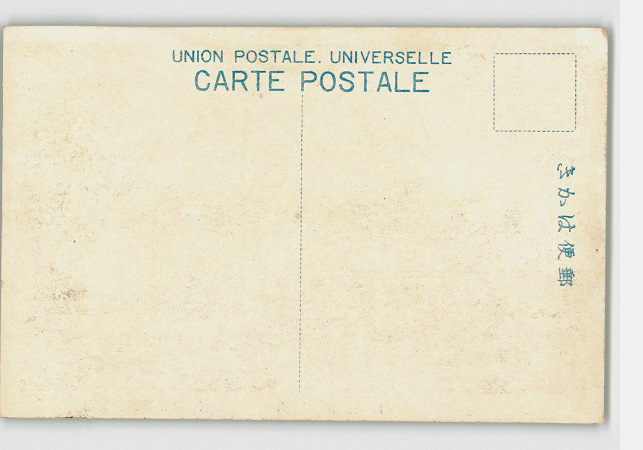 UNION POSTALE. UNIVERSELLE
CARTE POSTALE
きかは便郵